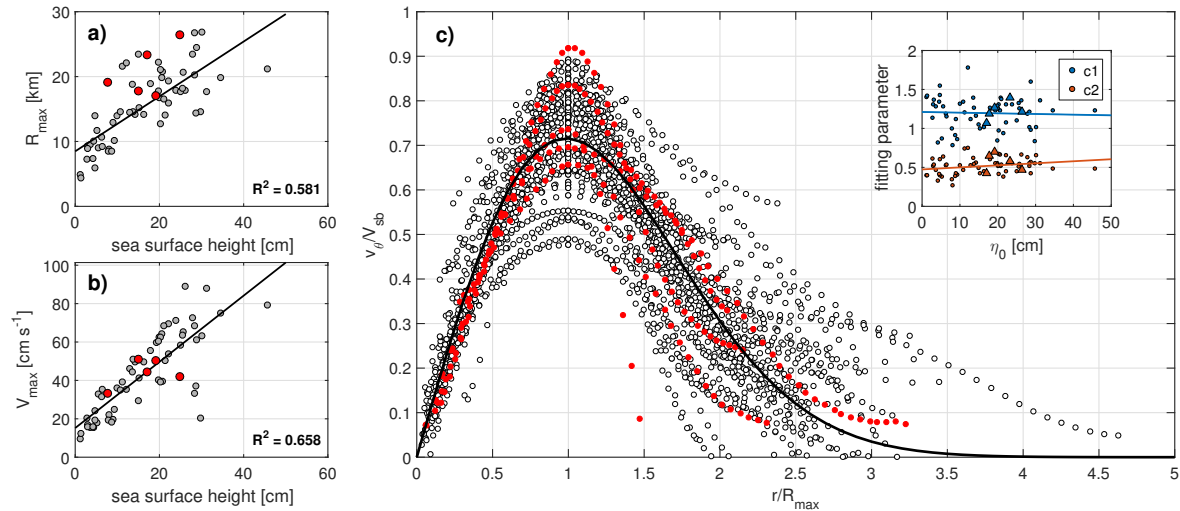 a)
30
20
10
0
R_max [km]
R² = 0.581
0 20 40 60
sea surface height [cm]
b)
100
80
60
40
20
0
V_max [cm s⁻¹]
R² = 0.658
0 20 40 60
sea surface height [cm]
c)
1
0.9
0.8
0.7
0.6
0.5
0.4
0.3
0.2
0.1
0
v_θ/V_sb
0 0.5 1 1.5 2 2.5 3 3.5 4 4.5 5
r/R_max
2
1.5
1
0.5
0
fitting parameter
c1
c2
0 10 20 30 40 50
η₀ [cm]